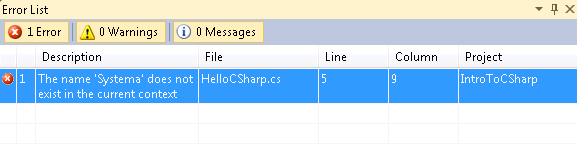 Error List
1 Error 0 Warnings 0 Messages
Description File Line Column Project
1 The name 'Systema' does not exist in the current context HelloCSharp.cs 5 9 IntroToCSharp